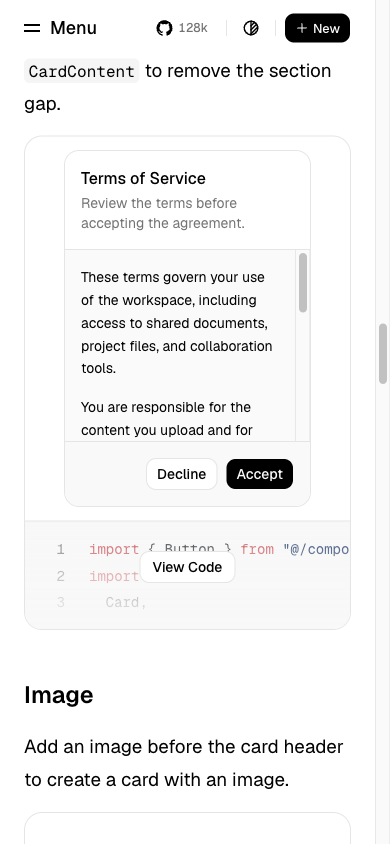 Menu
128k
New
CardContent to remove the section
gap.
Terms of Service
Review the terms before
accepting the agreement.
These terms govern your use
of the workspace, including
access to shared documents,
project files, and collaboration
tools.
You are responsible for the
content you upload and for
Decline
Accept
1 import { Button } from "@/compo
2 import
View Code
3 Card,
Image
Add an image before the card header
to create a card with an image.